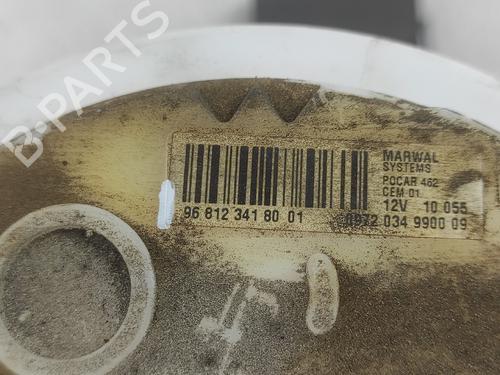 B-PARTS
MARWAL
SYSTEMS
POCAR 462
CEM 01
12V 10 055
96 812 341 80 01
0972 034 9900 09